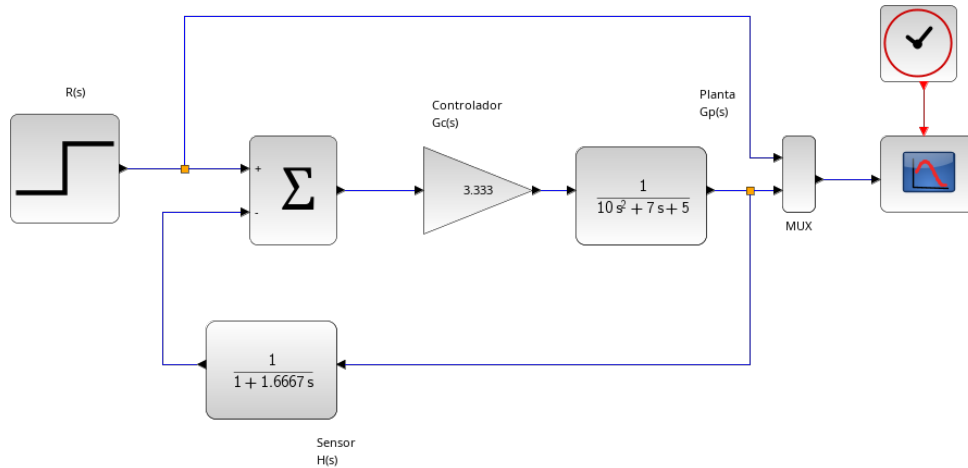 R(s)
Controlador
Gc(s)
Planta
Gp(s)
+
-
Σ
3.333
1
10 s² + 7 s + 5
MUX
1
1 + 1.6667 s
Sensor
H(s)